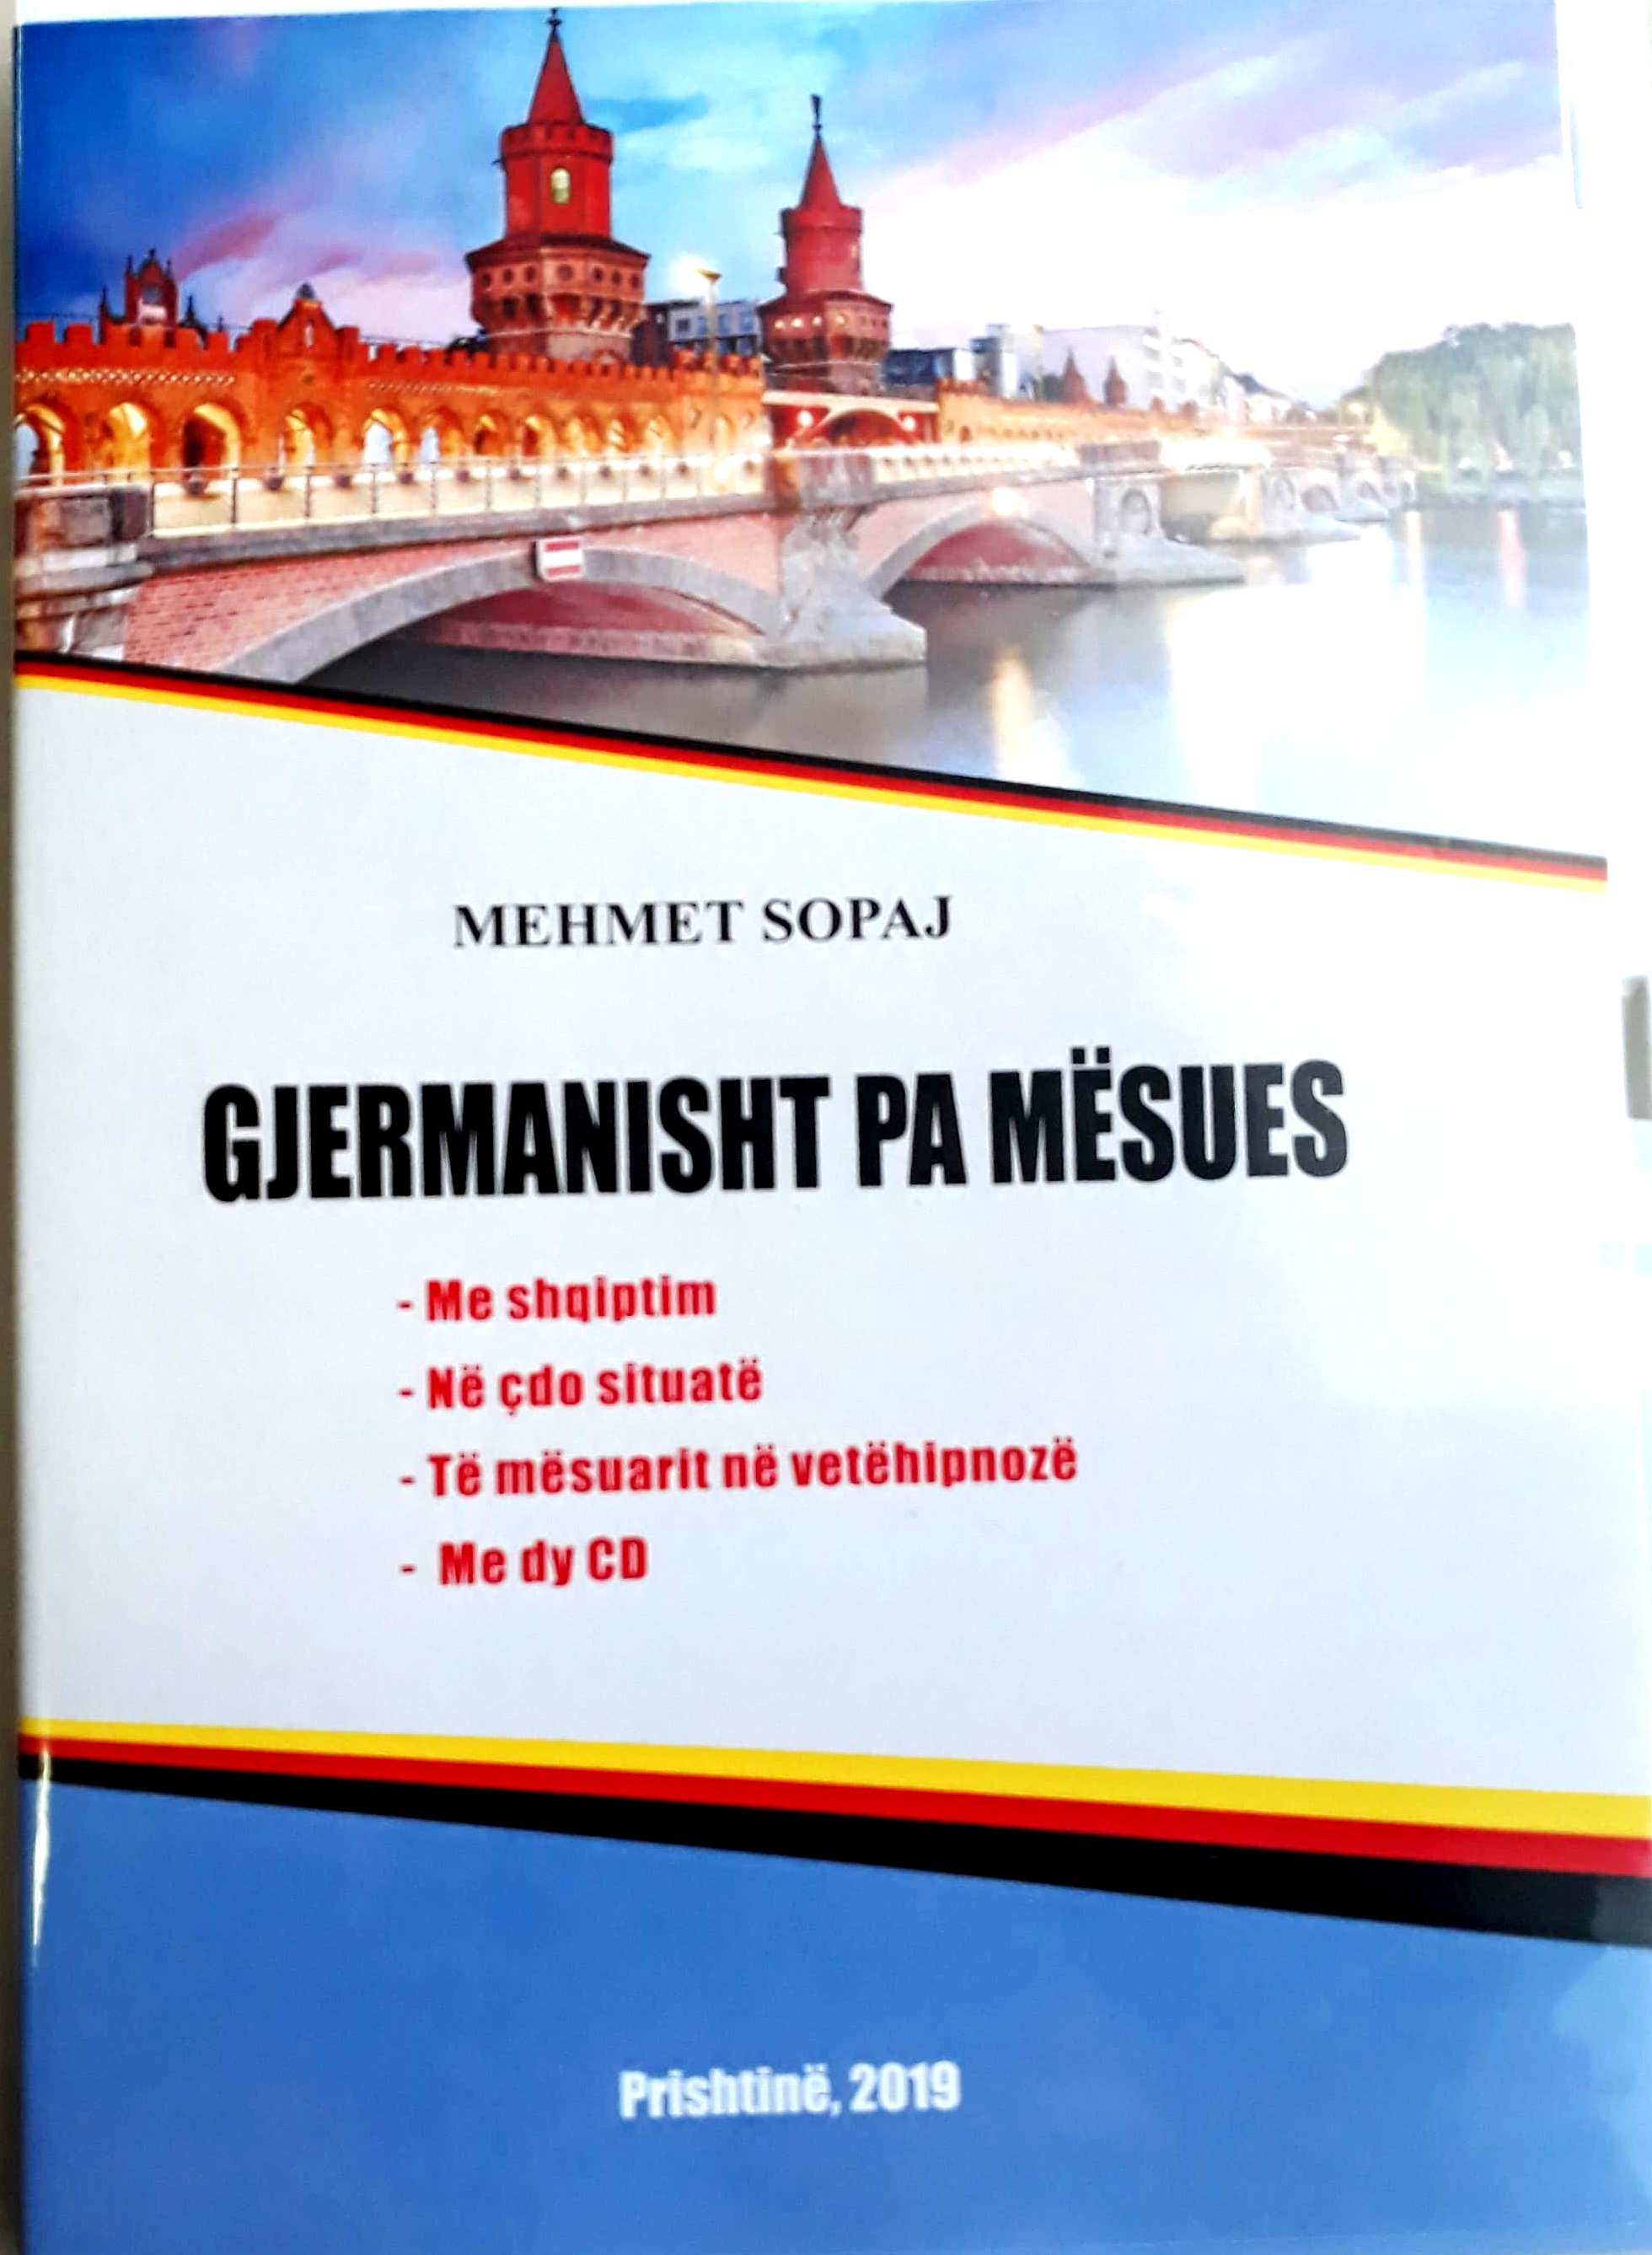 MEHMET SOPAJ
GJERMANISHT PA MËSUES
- Me shqiptim
- Në çdo situatë
- Të mësuarit në vetëhipnozë
- Me dy CD
Prishtinë, 2019